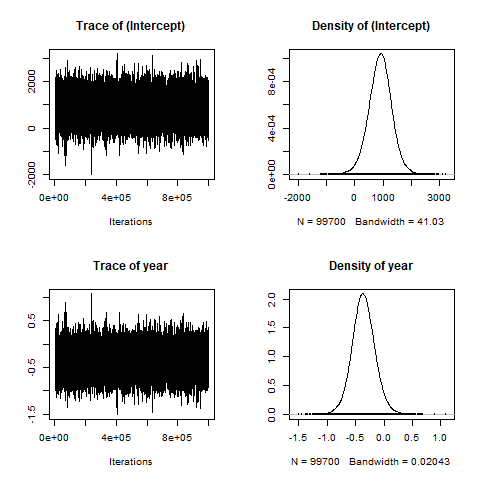 Trace of (Intercept)
2000
0
-2000
0e+00 4e+05 8e+05
Iterations
Density of (Intercept)
8e-04
4e-04
0e+00
-2000 0 1000 3000
N = 99700 Bandwidth = 41.03
Trace of year
0.5
-0.5
-1.5
0e+00 4e+05 8e+05
Iterations
Density of year
2.0
1.5
1.0
0.5
0.0
-1.5 -1.0 -0.5 0.0 0.5 1.0
N = 99700 Bandwidth = 0.02043